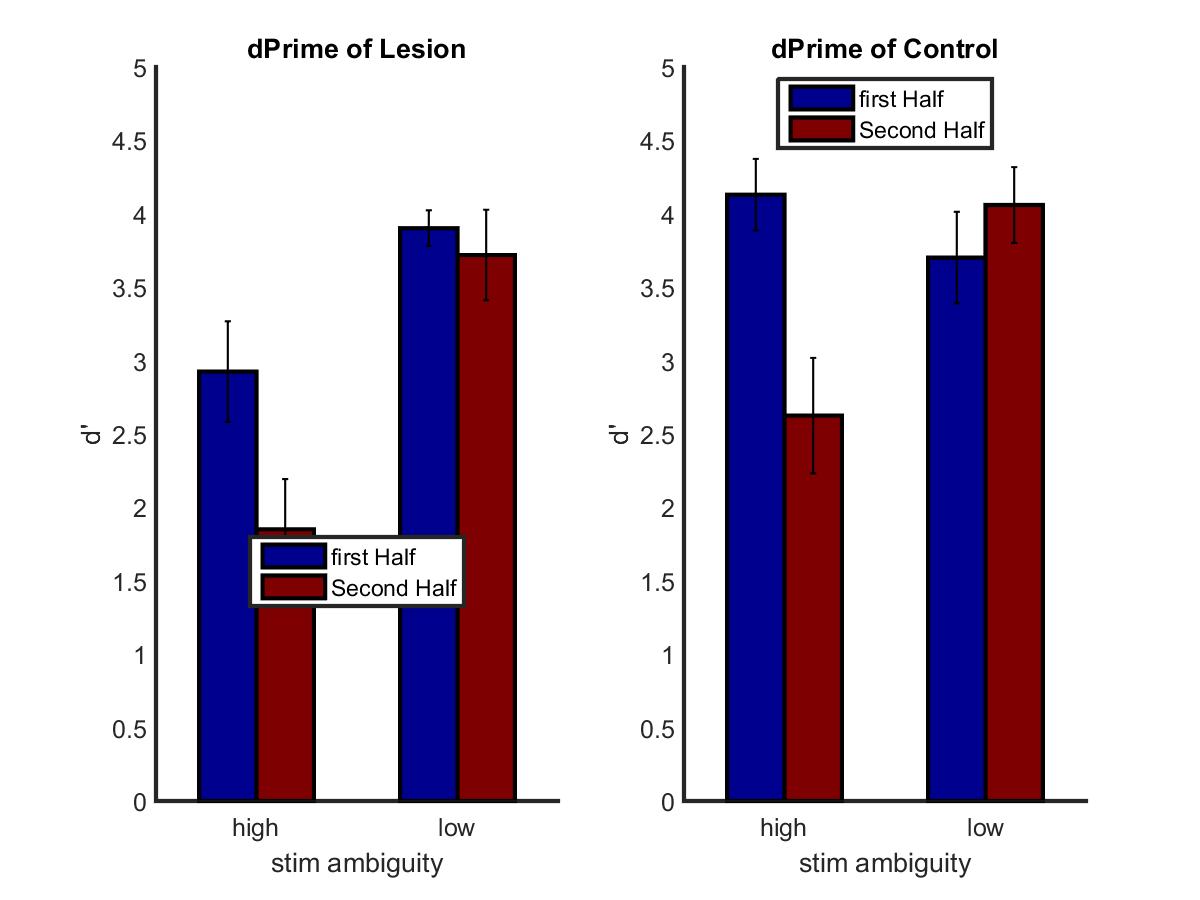 dPrime of Lesion
5
4.5
4
3.5
3
2.5
2
1.5
1
0.5
0
d'
first Half
Second Half
high low
stim ambiguity
dPrime of Control
5
4.5
4
3.5
3
2.5
2
1.5
1
0.5
0
d'
first Half
Second Half
high low
stim ambiguity